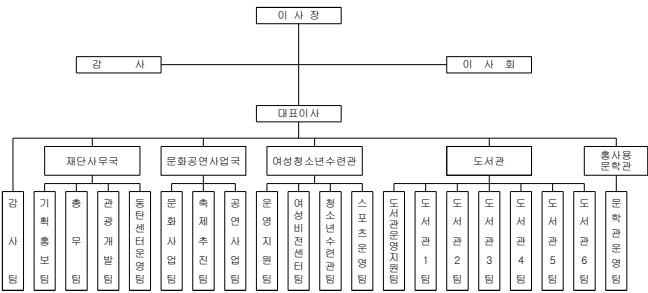 이 사 장
감 사
이 사 회
대표이사
재단사무국
문화공연사업국
여성청소년수련관
도서관
홍사용
문학관
감사팀
기획홍보팀
총무팀
관광개발팀
동탄센터운영팀
문화사업팀
축제추진팀
공연사업팀
운영지원팀
여성비전센터팀
청소년수련관팀
스포츠운영팀
도서관운영지원팀
도서관1팀
도서관2팀
도서관3팀
도서관4팀
도서관5팀
도서관6팀
문학관운영팀